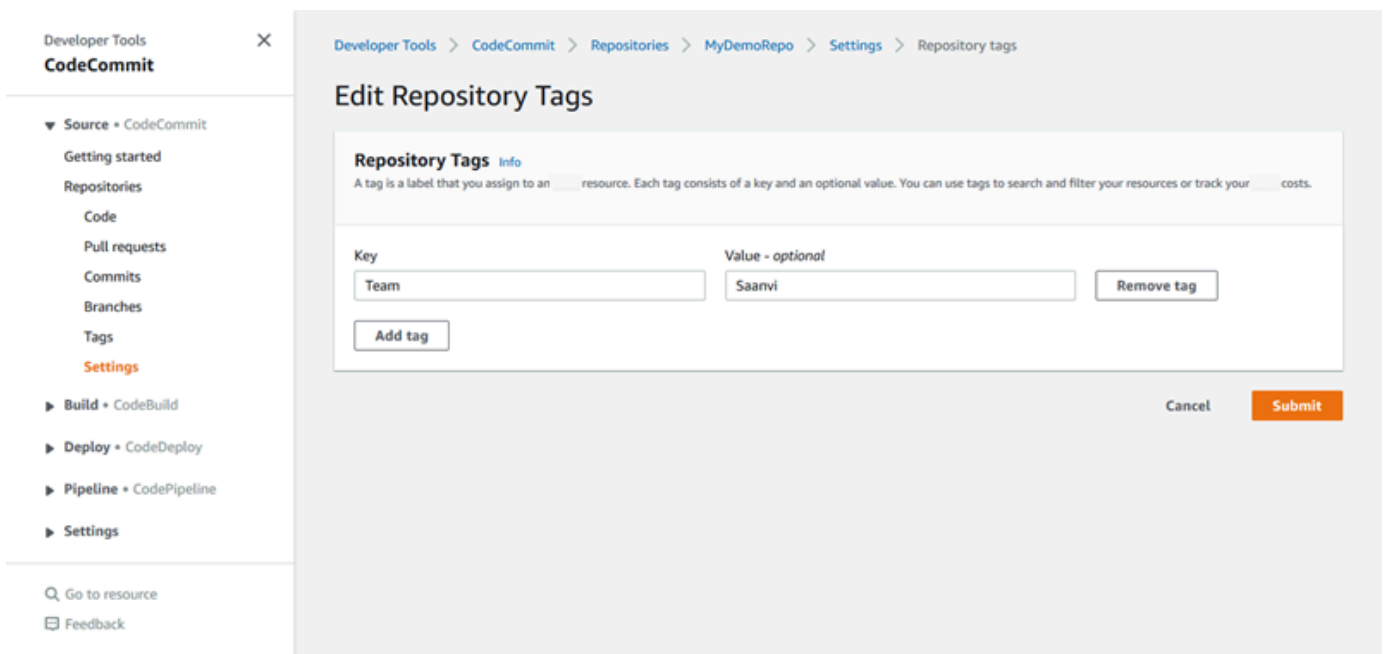 Developer Tools
CodeCommit
Source • CodeCommit
Getting started
Repositories
Code
Pull requests
Commits
Branches
Tags
Settings
Build • CodeBuild
Deploy • CodeDeploy
Pipeline • CodePipeline
Settings
Go to resource
Feedback
Developer Tools > CodeCommit > Repositories > MyDemoRepo > Settings > Repository tags
Edit Repository Tags
Repository Tags Info
A tag is a label that you assign to an resource. Each tag consists of a key and an optional value. You can use tags to search and filter your resources or track your costs.
Key Value - optional
Team Saanvi Remove tag
Add tag
Cancel Submit